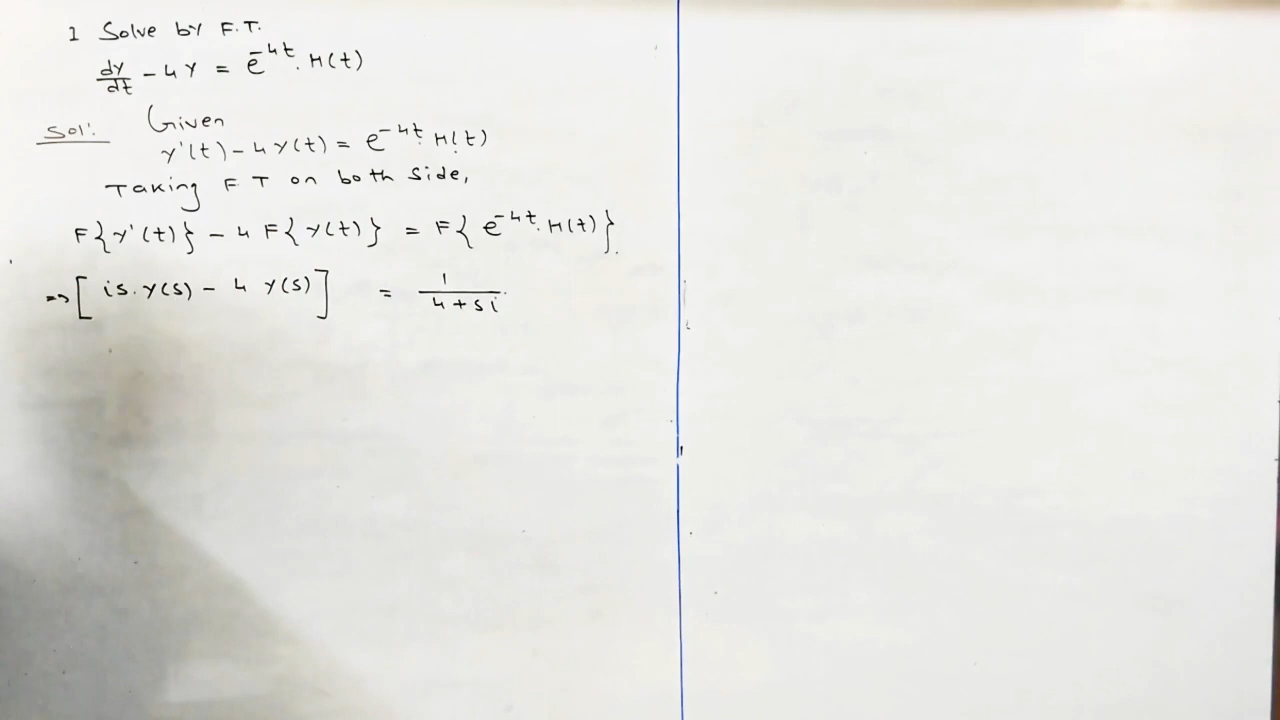 1 Solve by F.T.
dy/dt - 4y = e^-4t . H(t)
Sol: Given
y'(t) - 4y(t) = e^-4t . H(t)
Taking F T on both side,
F{y'(t)} - 4 F{y(t)} = F{e^-4t . H(t)}.
=> [is.y(s) - 4 y(s)] = 1/(4+si)